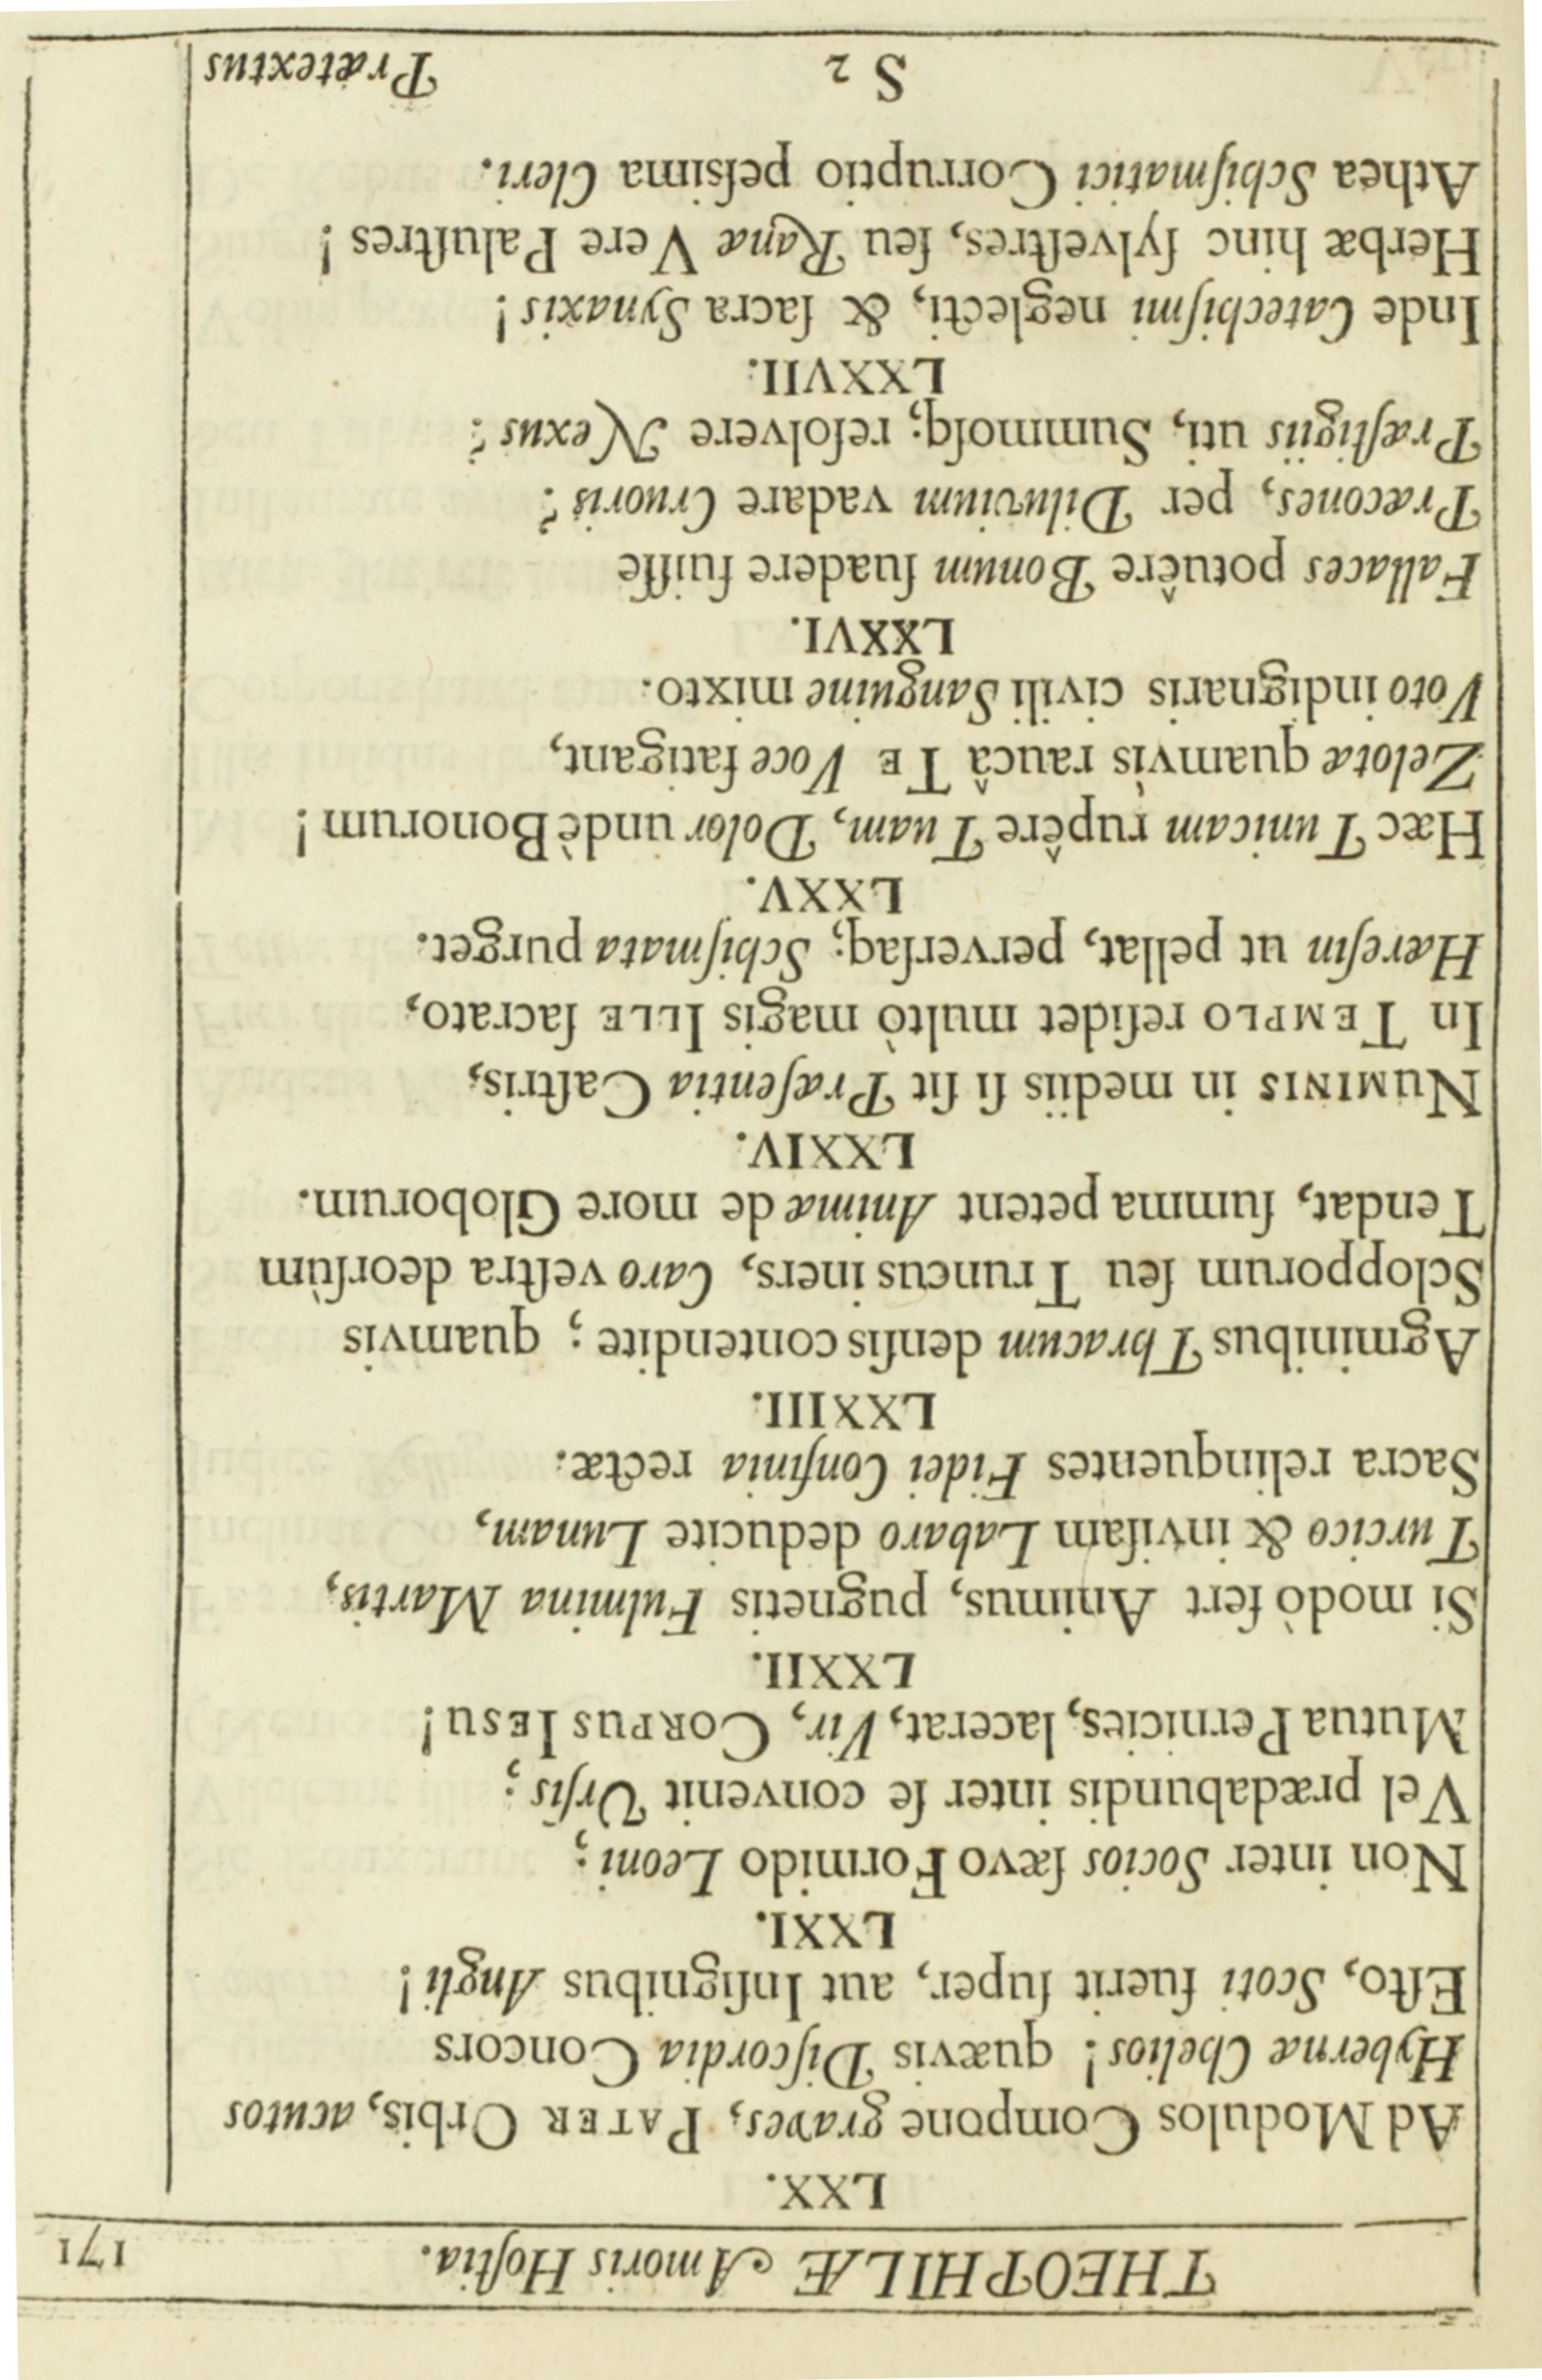 THEOPHILÆ Amoris Hoſtia. 171
LXX.
Ad Modulos Compone graves, PATER Orbis, acutos
Hybernæ Chelios! quævis Diſcordia Concors
Eſto, Scoti fuerit ſuper, aut Inſignibus Angli!
LXXI.
Non inter Socios ſævo Formido Leoni;
Vel prædabundis inter ſe convenit Urſis;
Mutua Pernicies, lacerat, Vir, CORPUS IESU!
LXXII.
Si modò fert Animus, pugnetis Fulmina Martis,
Turcico & inviſam Labaro deducite Lunam,
Sacra relinquentes Fidei Confinia rectæ.
LXXIII.
Agminibus Thracum denſis contendite; quamvis
Sclopporum ſeu Truncus iners, Caro veſtra deorſùm
Tendat, ſumma petent Animæ de more Globorum.
LXXIV.
NUMINIS in mediis ſi ſit Præſentia Caſtris,
In TEMPLO reſidet multò magis ILLE ſacrato,
Hæreſin ut pellat, perverſaq; Schiſmata purget.
LXXV.
Hæc Tunicam rupêre Tuam, Dolor undè Bonorum!
Zelotæ quamvìs raucâ TE Voce fatigant,
Voto indignaris civili Sanguine mixto.
LXXVI.
Fallaces potuêre Bonum ſuadere fuiſſe
Præcones, per Diluvium vadare Cruoris?
Præſtigiis uti, Summoſq; reſolvere Nexus?
LXXVII.
Inde Catechiſmi neglecti, & ſacra Synaxis!
Herbæ hinc ſylveſtres, ſeu Ranæ Vere Paluſtres!
Athea Schiſmatici Corruptio peſsima Cleri.
S 2 Prætextus